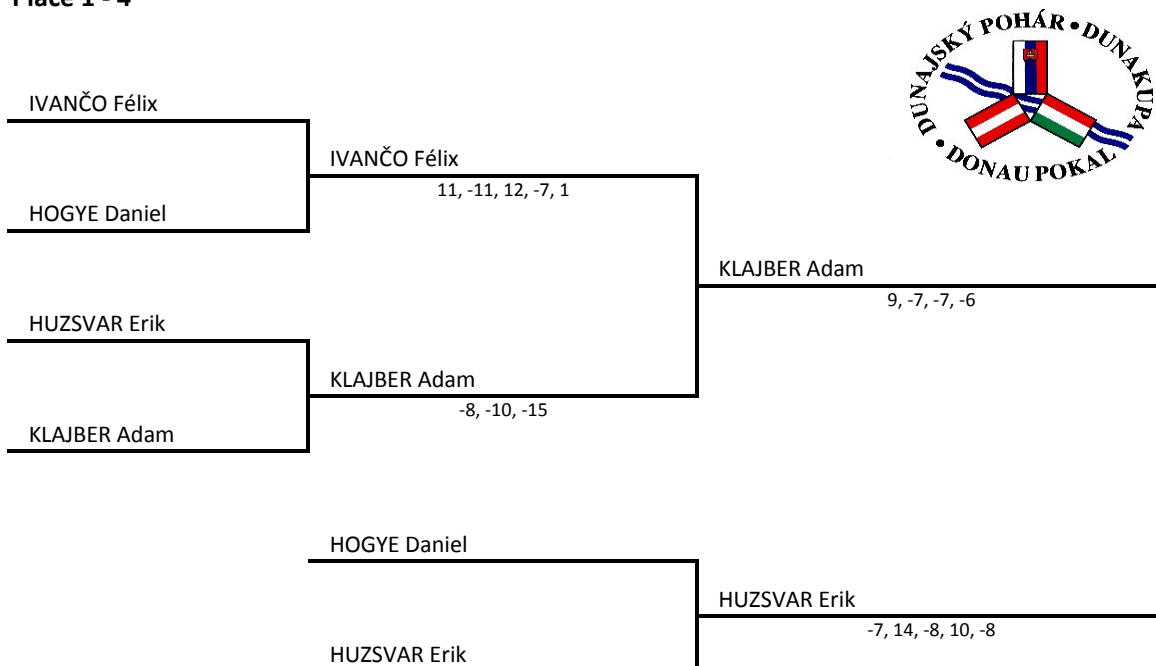 Place 1 - 4
DUNAJSKÝ POHÁR • DUNA KUPA • DONAU POKAL
IVANČO Félix
IVANČO Félix
11, -11, 12, -7, 1
HOGYE Daniel
KLAJBER Adam
9, -7, -7, -6
HUZSVAR Erik
KLAJBER Adam
-8, -10, -15
KLAJBER Adam
HOGYE Daniel
HUZSVAR Erik
-7, 14, -8, 10, -8
HUZSVAR Erik